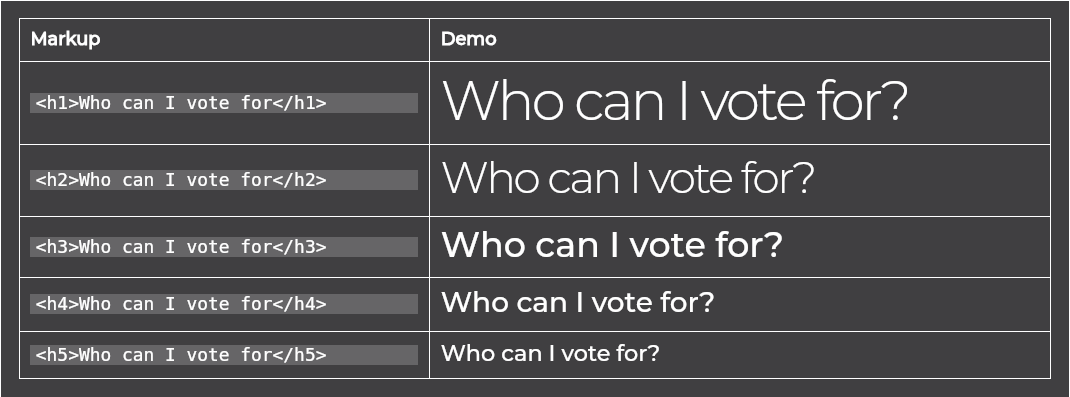 Markup Demo
<h1>Who can I vote for</h1> Who can I vote for?
<h2>Who can I vote for</h2> Who can I vote for?
<h3>Who can I vote for</h3> Who can I vote for?
<h4>Who can I vote for</h4> Who can I vote for?
<h5>Who can I vote for</h5> Who can I vote for?